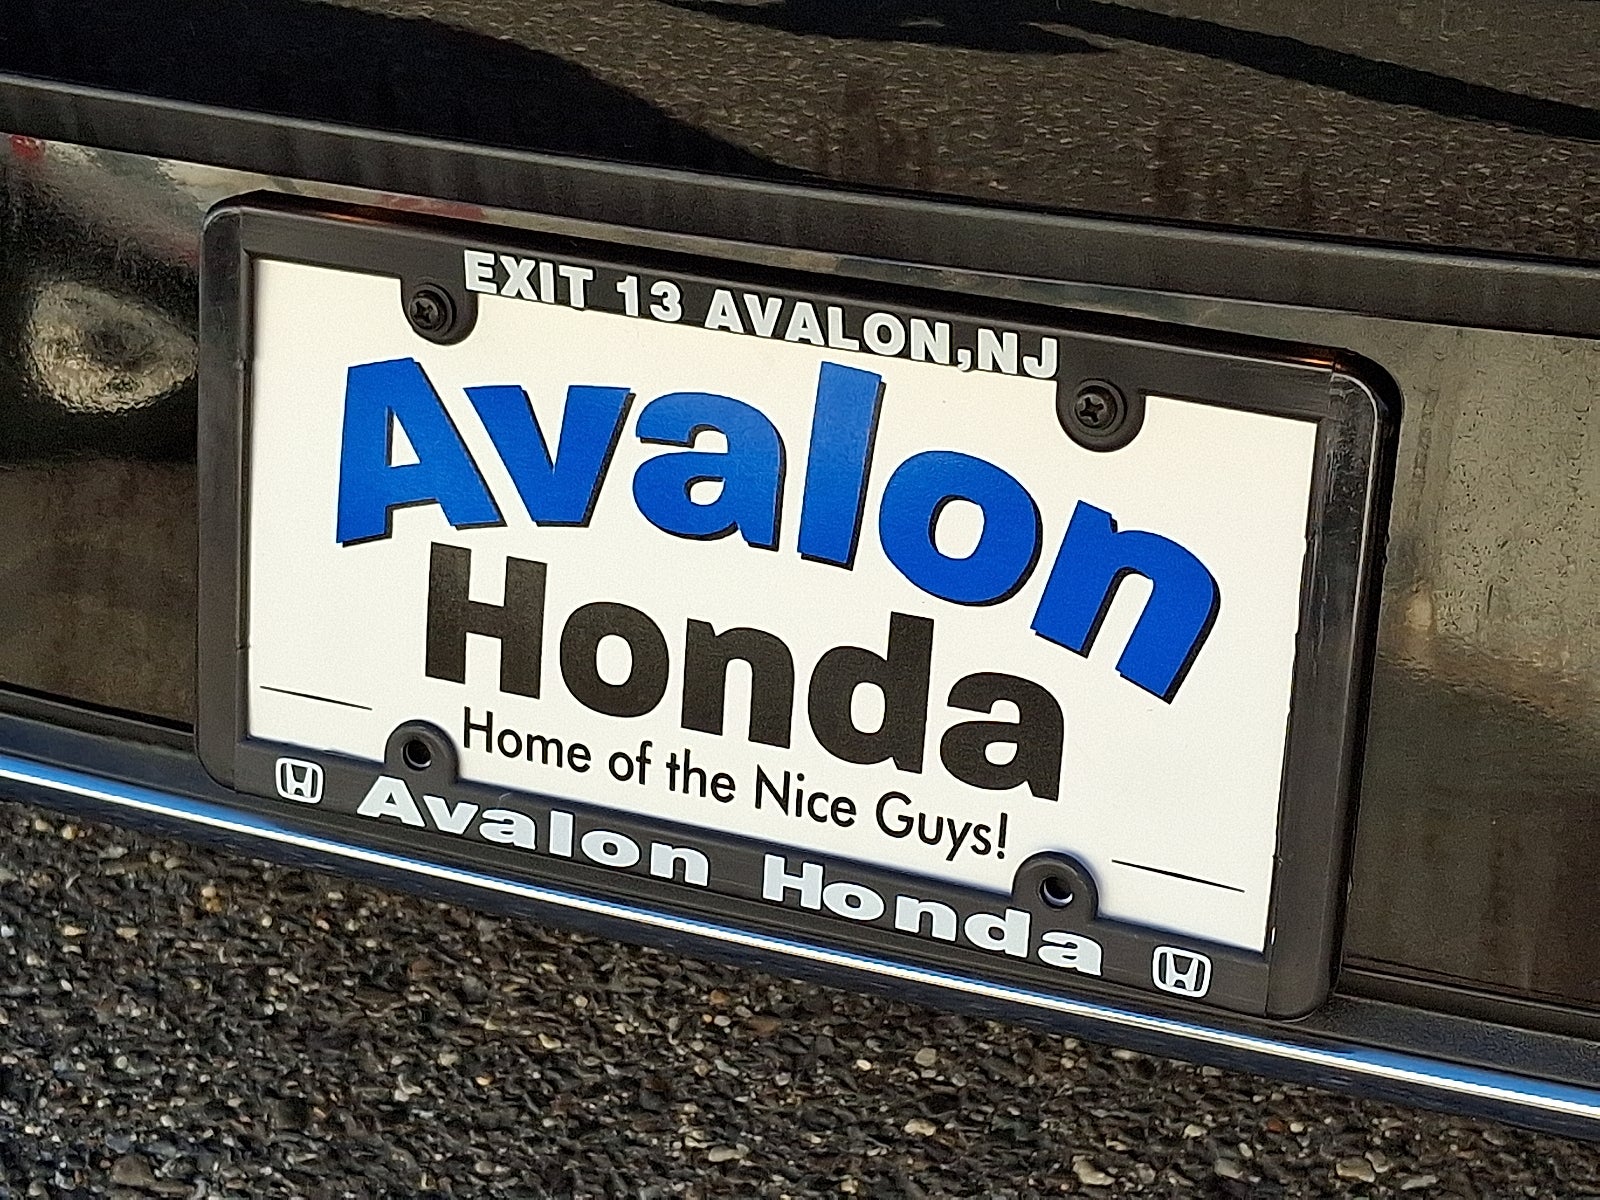 EXIT 13 AVALON,NJ
Avalon
Honda
Home of the Nice Guys!
Avalon Honda